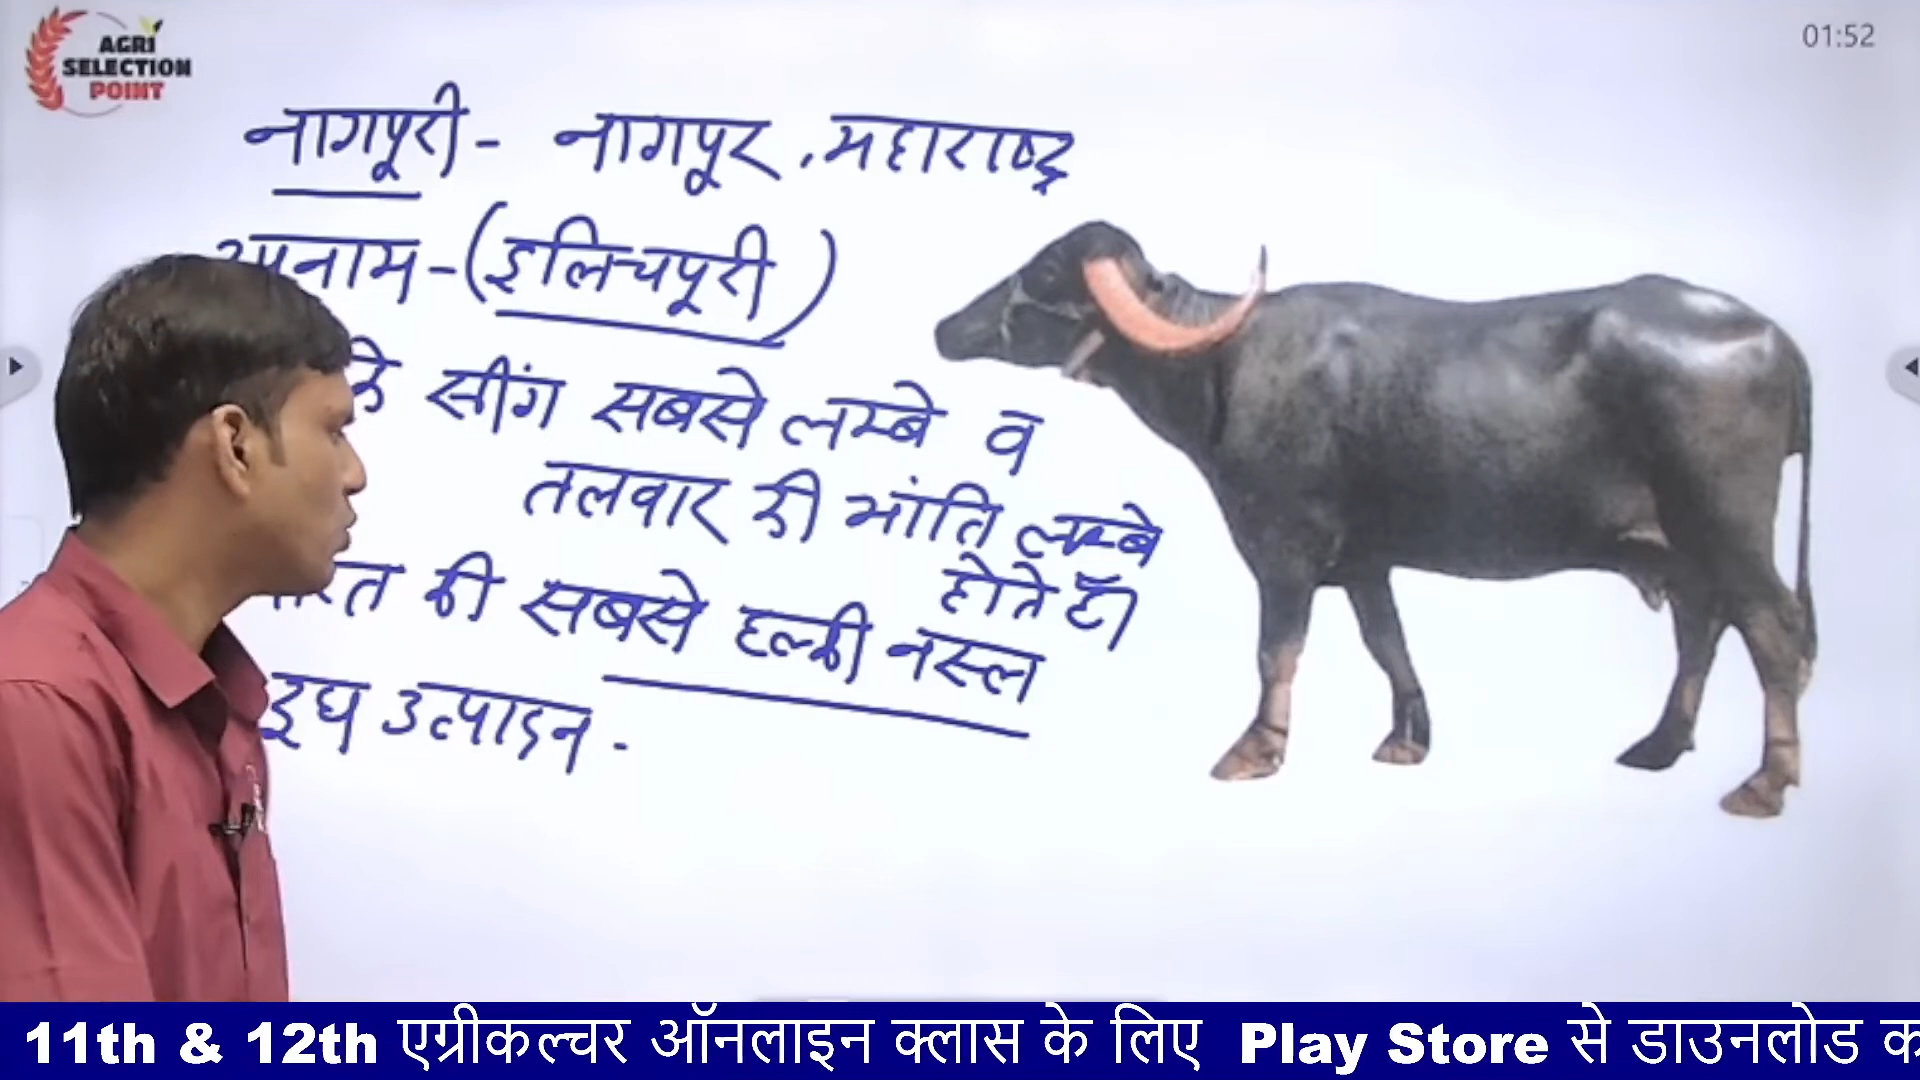 AGRI
SELECTION
POINT
01:52
नागपूरी - नागपूर, महाराष्ट्र
उपनाम - (इलिचपूरी)
के सींग सबसे लम्बे व
तलवार की भांति लम्बे
होते हैं
की सबसे हल्की नस्ल
दुध उत्पादन -
11th & 12th एग्रीकल्चर ऑनलाइन क्लास के लिए Play Store से डाउनलोड क